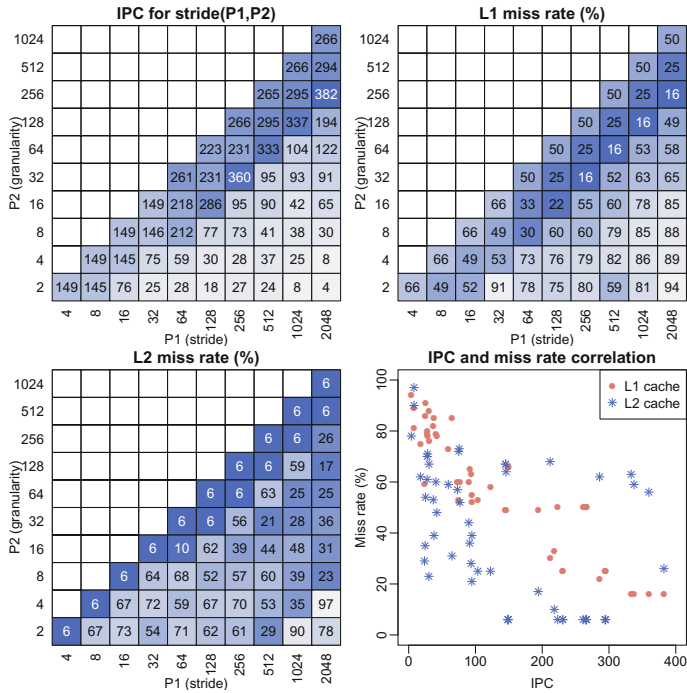 IPC for stride(P1,P2)
1024 266
512 266 294
256 265 295 382
128 266 295 337 194
64 223 231 333 104 122
32 261 231 360 95 93 91
16 149 218 286 95 90 42 65
8 149 146 212 77 73 41 38 30
4 149 145 75 59 30 28 37 25 8
2 149 145 76 25 28 18 27 24 8 4
4 8 16 32 64 128 256 512 1024 2048
P1 (stride)
P2 (granularity)
L1 miss rate (%)
1024 50
512 50 25
256 50 25 16
128 50 25 16 49
64 50 25 16 53 58
32 50 25 16 52 63 65
16 66 33 22 55 60 78 85
8 66 49 30 60 60 79 85 88
4 66 49 53 73 76 79 82 86 89
2 66 49 52 91 78 75 80 59 81 94
4 8 16 32 64 128 256 512 1024 2048
P1 (stride)
P2 (granularity)
L2 miss rate (%)
1024 6
512 6 6
256 6 6 26
128 6 6 59 17
64 6 6 63 25 25
32 6 6 56 21 28 36
16 6 10 62 39 44 48 31
8 6 64 68 52 57 60 39 23
4 6 67 72 59 67 70 53 35 97
2 6 67 73 54 71 62 61 29 90 78
4 8 16 32 64 128 256 512 1024 2048
P1 (stride)
P2 (granularity)
IPC and miss rate correlation
L1 cache
L2 cache
100
80
60
40
20
0
Miss rate (%)
0 100 200 300 400
IPC